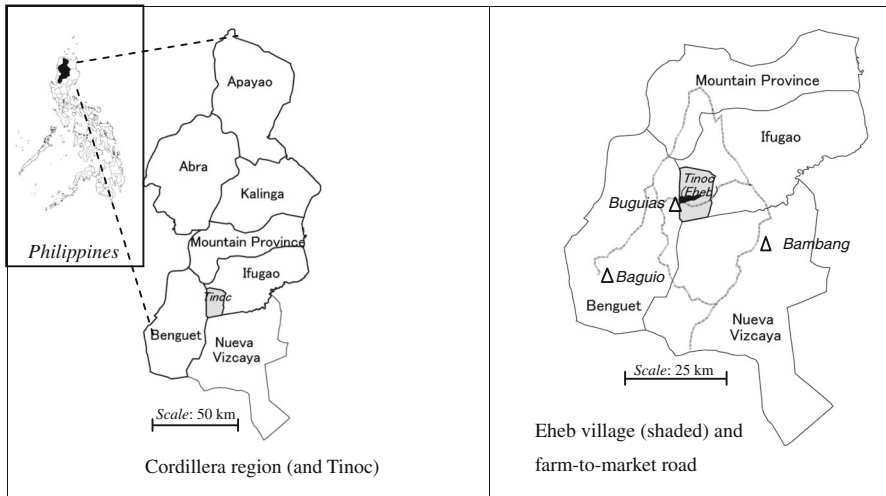 Philippines
Apayao
Abra
Kalinga
Mountain Province
Ifugao
Tinoc
Benguet
Nueva
Vizcaya
Scale: 50 km
Cordillera region (and Tinoc)
Mountain Province
Ifugao
Tinoc
(Eheb)
Buguias
Bambang
Baguio
Benguet
Nueva
Vizcaya
Scale: 25 km
Eheb village (shaded) and
farm-to-market road